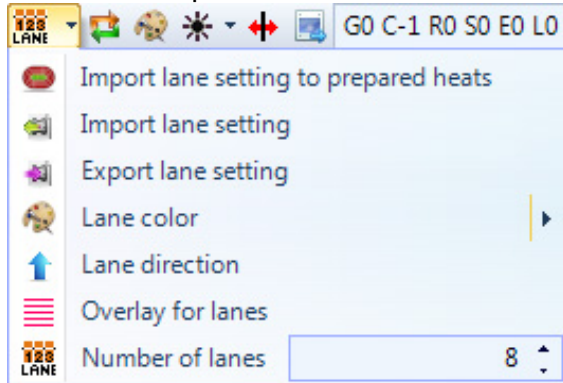 123
LANE
G0 C-1 R0 S0 E0 L0
Import lane setting to prepared heats
Import lane setting
Export lane setting
Lane color
Lane direction
Overlay for lanes
123
LANE
Number of lanes 8